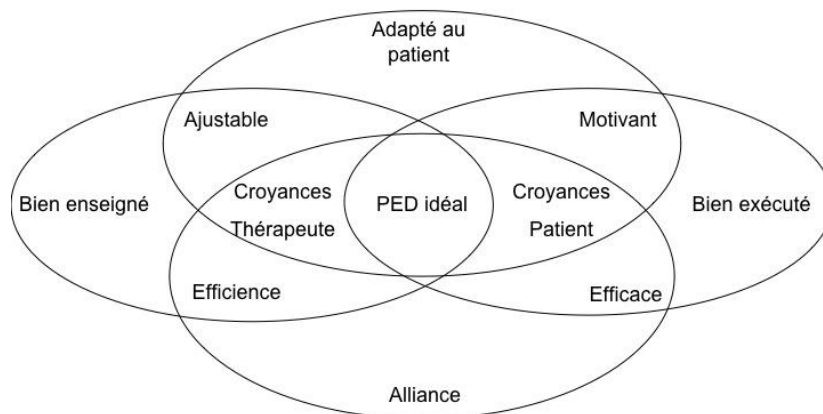 Adapté au
patient
Ajustable
Motivant
Bien enseigné
Croyances
Thérapeute
PED idéal
Croyances
Patient
Bien exécuté
Efficience
Efficace
Alliance